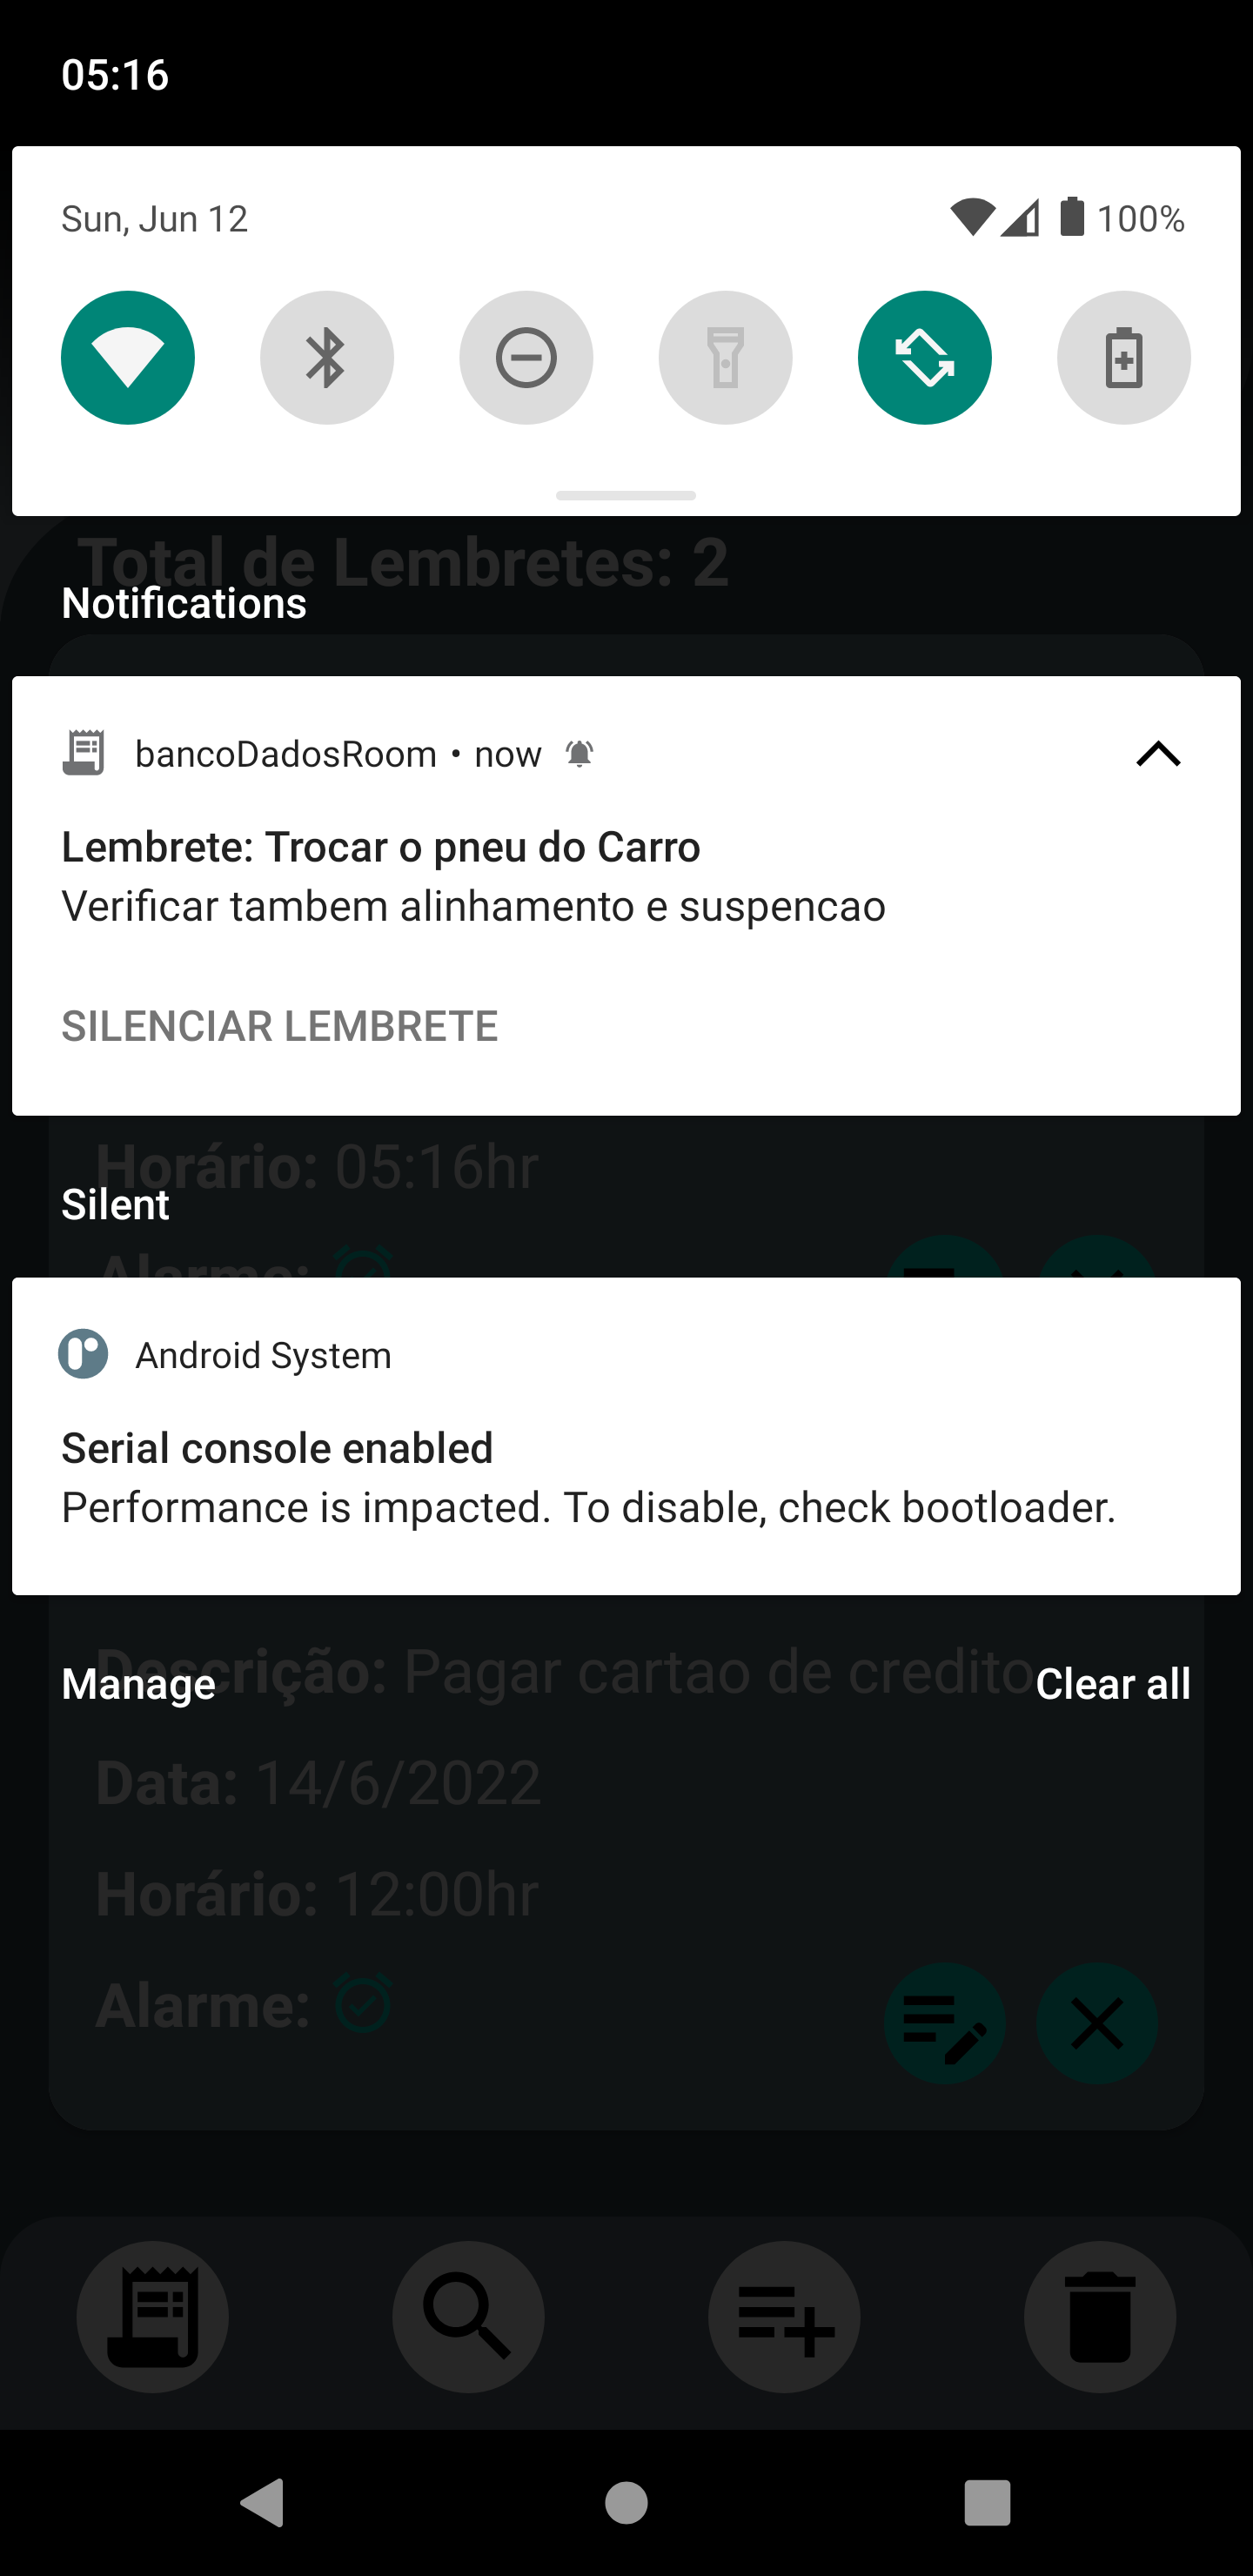 05:16
Sun, Jun 12
100%
Total de Lembretes: 2
Notifications
bancoDadosRoom • now
Lembrete: Trocar o pneu do Carro
Verificar tambem alinhamento e suspencao
SILENCIAR LEMBRETE
Horário: 05:16hr
Silent
Alarme:
Android System
Serial console enabled
Performance is impacted. To disable, check bootloader.
Descrição: Pagar cartao de credito
Manage
Clear all
Data: 14/6/2022
Horário: 12:00hr
Alarme: